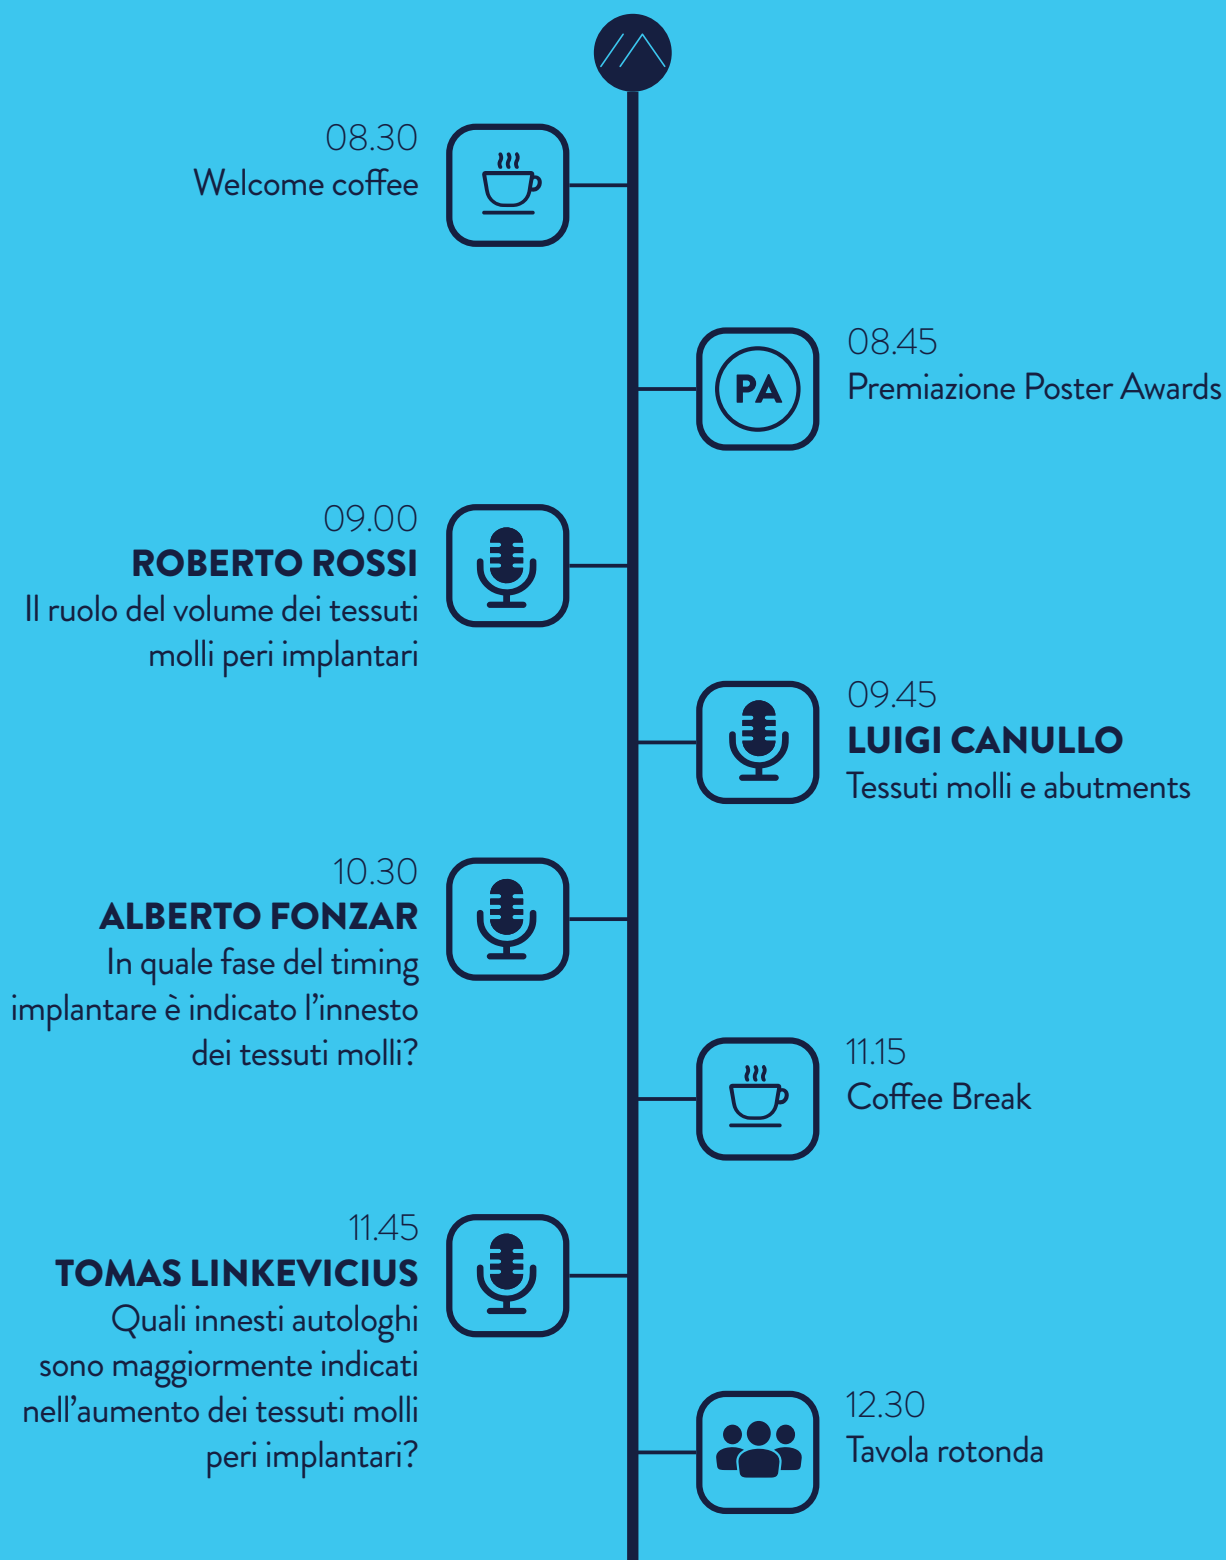 08.30
Welcome coffee
PA
08.45
Premiazione Poster Awards
09.00
ROBERTO ROSSI
Il ruolo del volume dei tessuti
molli peri implantari
09.45
LUIGI CANULLO
Tessuti molli e abutments
10.30
ALBERTO FONZAR
In quale fase del timing
implantare è indicato l’innesto
dei tessuti molli?
11.15
Coffee Break
11.45
TOMAS LINKEVICIUS
Quali innesti autologhi
sono maggiormente indicati
nell’aumento dei tessuti molli
peri implantari?
12.30
Tavola rotonda